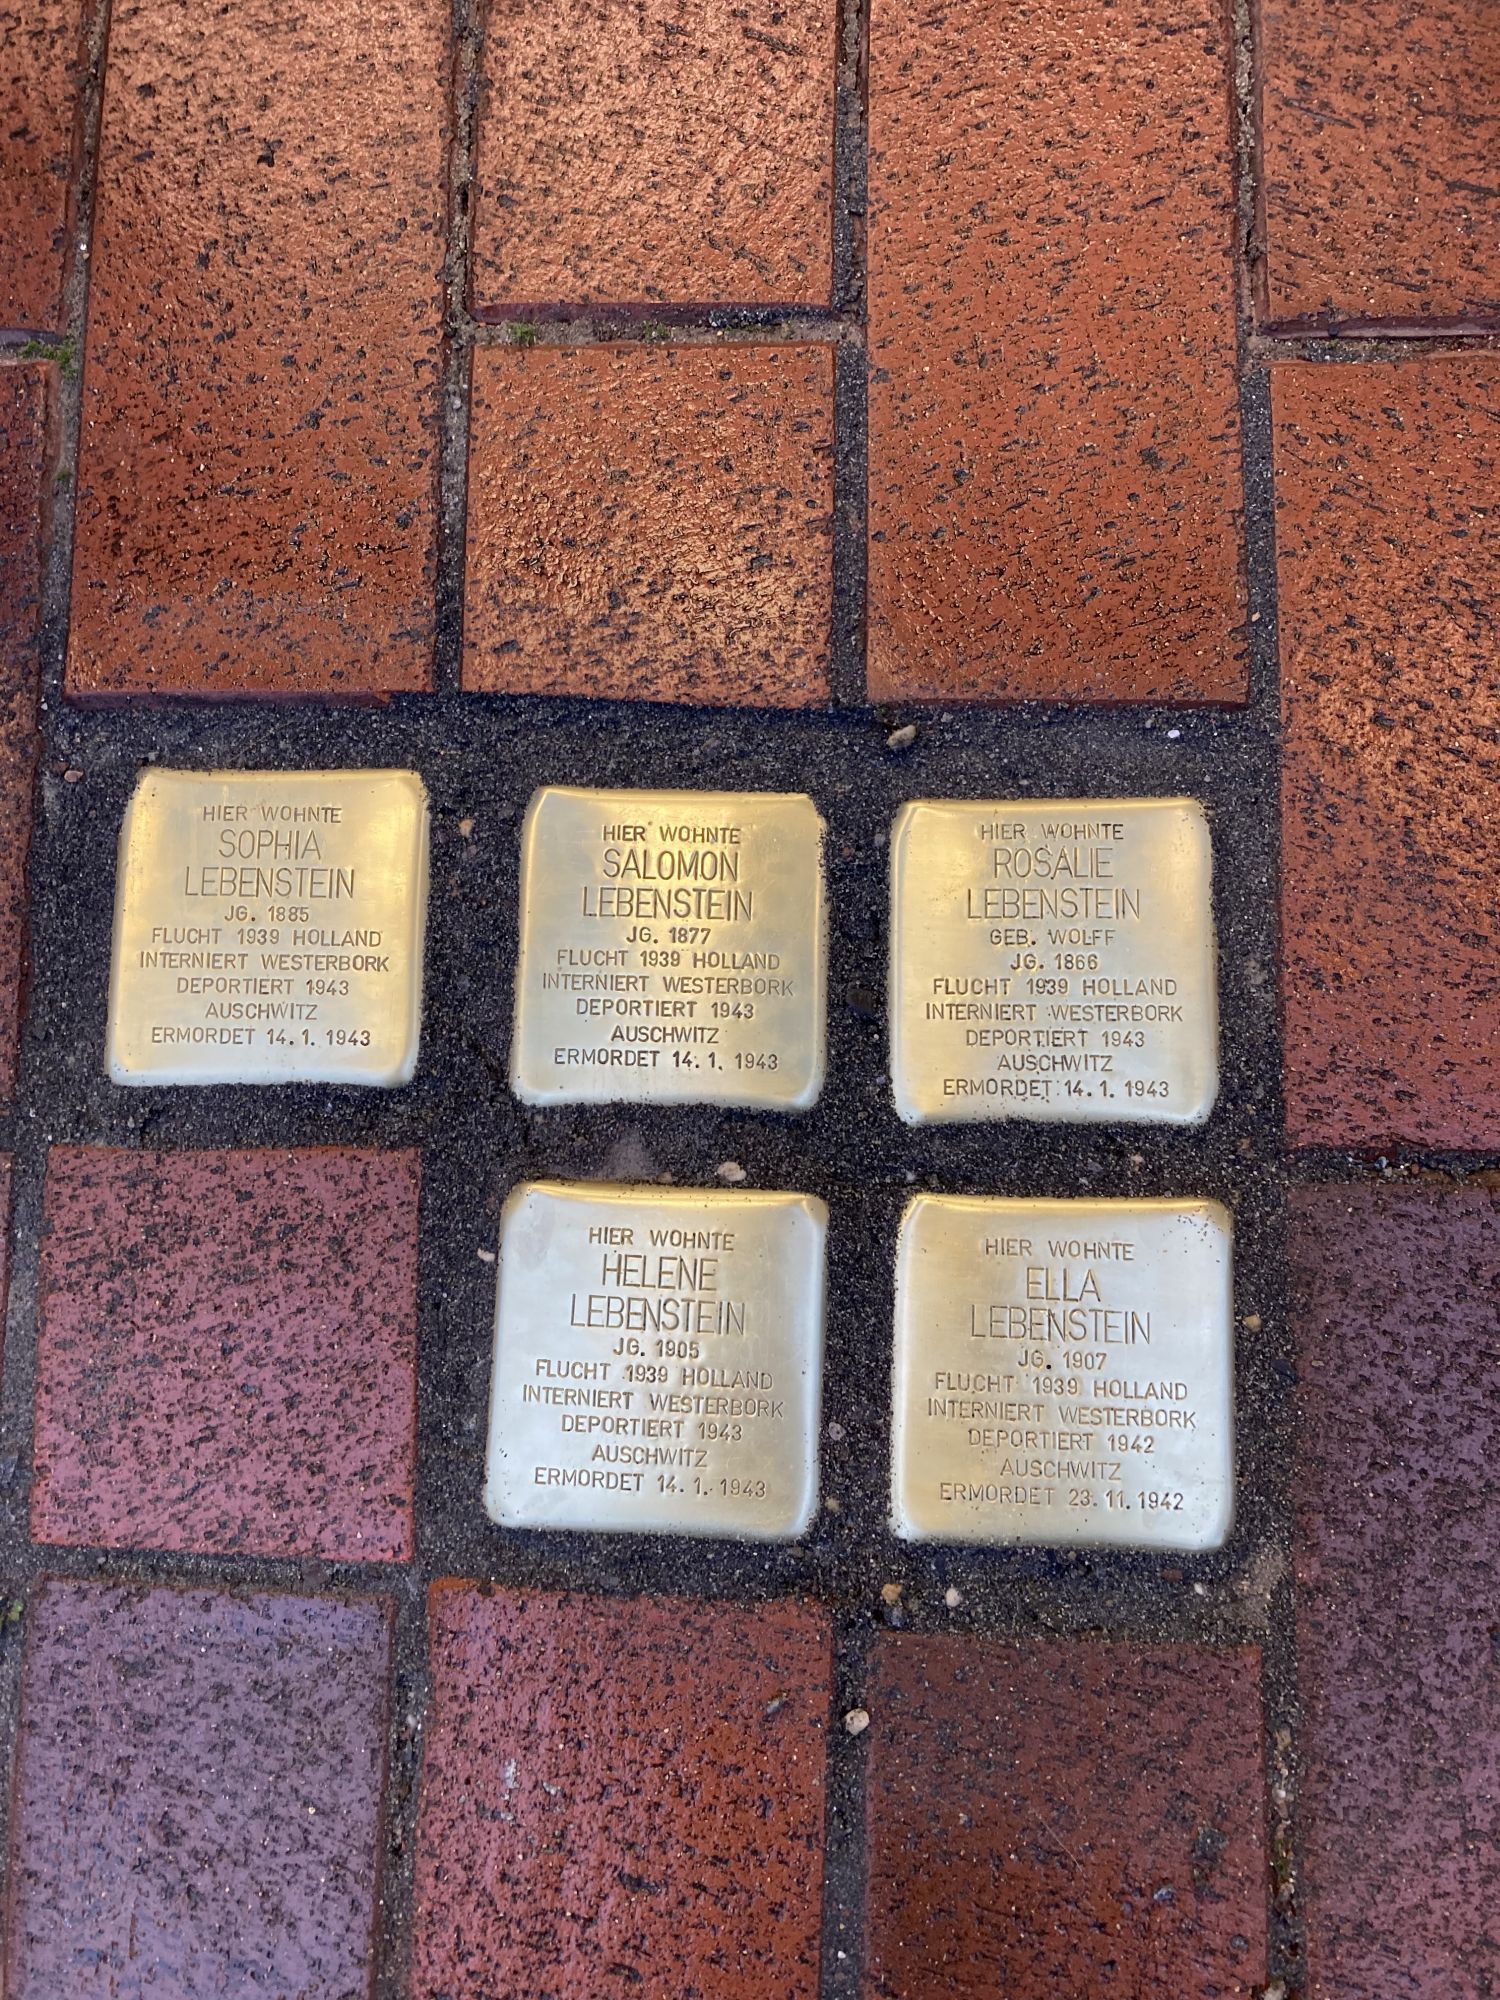 HIER WOHNTE
SOPHIA
LEBENSTEIN
JG. 1885
FLUCHT 1939 HOLLAND
INTERNIERT WESTERBORK
DEPORTIERT 1943
AUSCHWITZ
ERMORDET 14.1.1943
HIER WOHNTE
SALOMON
LEBENSTEIN
JG. 1877
FLUCHT 1939 HOLLAND
INTERNIERT WESTERBORK
DEPORTIERT 1943
AUSCHWITZ
ERMORDET 14.1.1943
HIER WOHNTE
ROSALIE
LEBENSTEIN
GEB. WOLFF
JG. 1866
FLUCHT 1939 HOLLAND
INTERNIERT WESTERBORK
DEPORTIERT 1943
AUSCHWITZ
ERMORDET 14.1.1943
HIER WOHNTE
HELENE
LEBENSTEIN
JG. 1905
FLUCHT 1939 HOLLAND
INTERNIERT WESTERBORK
DEPORTIERT 1943
AUSCHWITZ
ERMORDET 14.1.1943
HIER WOHNTE
ELLA
LEBENSTEIN
JG. 1907
FLUCHT 1939 HOLLAND
INTERNIERT WESTERBORK
DEPORTIERT 1942
AUSCHWITZ
ERMORDET 23.11.1942